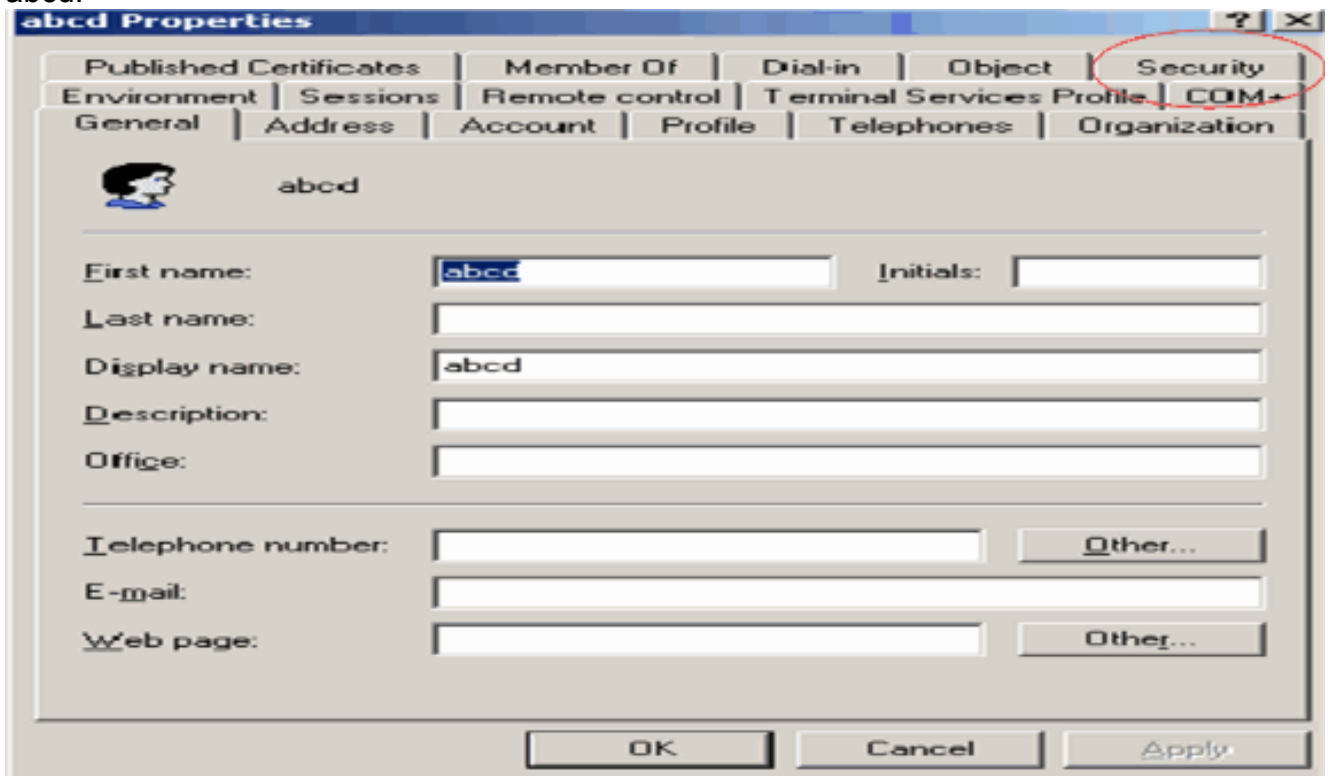 abcd.
abcd Properties ? ×
Published Certificates Member Of Dial-in Object Security
Environment Sessions Remote control Terminal Services Profile COM+
General Address Account Profile Telephones Organization
abcd
First name: abcd Initials:
Last name:
Display name: abcd
Description:
Office:
Telephone number: Other...
E-mail:
Web page: Other...
OK Cancel Apply